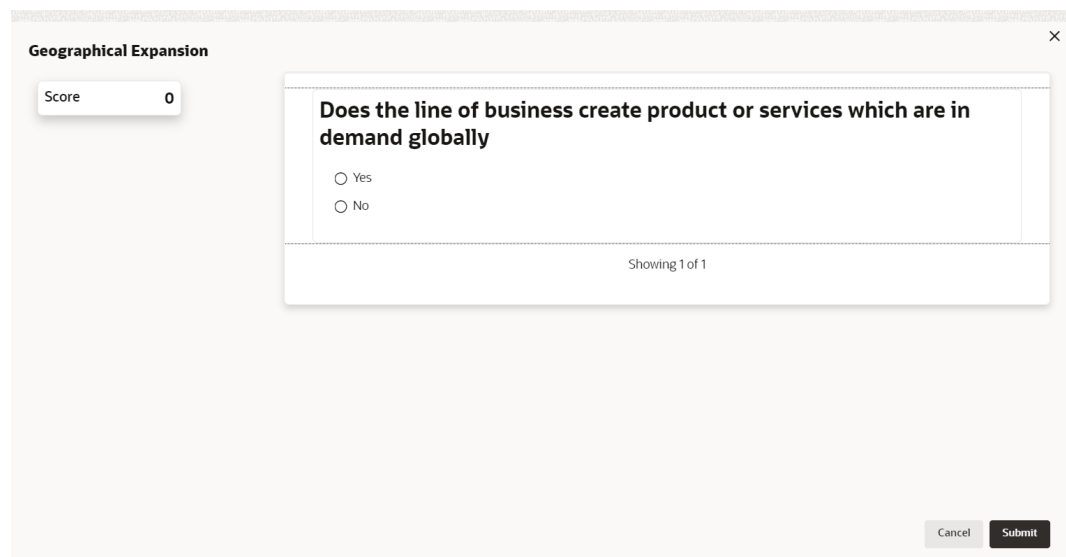 Geographical Expansion
Score 0
Does the line of business create product or services which are in
demand globally
Yes
No
Showing 1 of 1
Cancel Submit